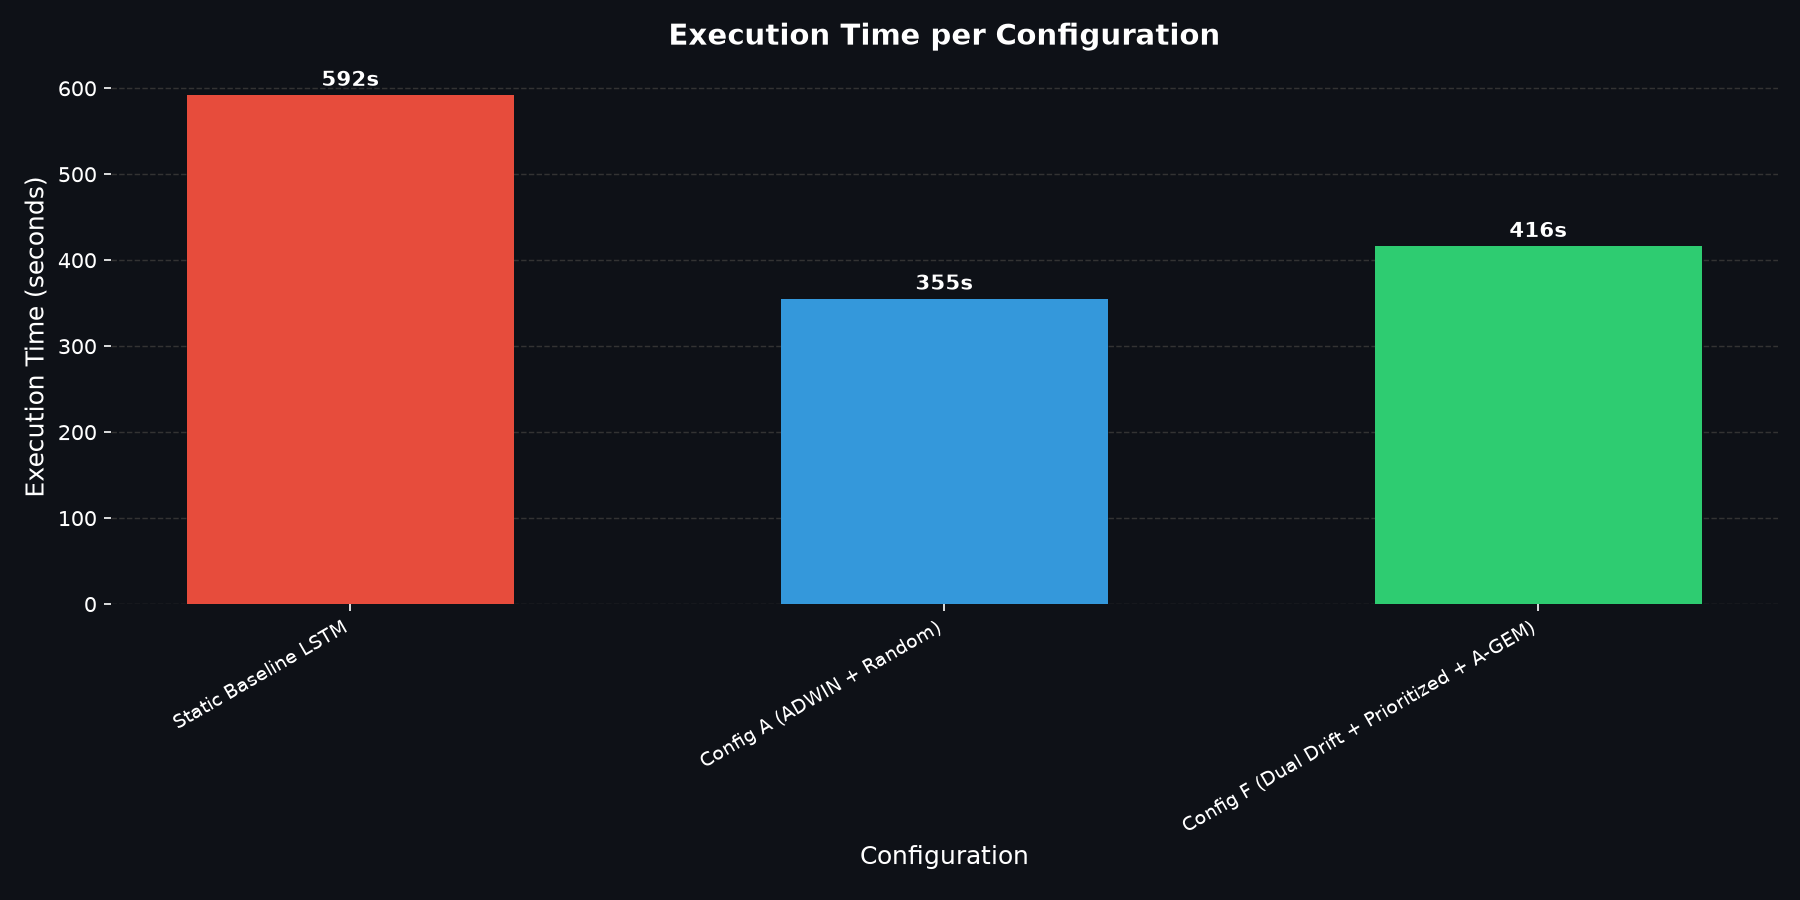 Execution Time per Configuration
592s
355s
416s
Execution Time (seconds)
600
500
400
300
200
100
0
Static Baseline LSTM
Config A (ADWIN + Random)
Config F (Dual Drift + Prioritized + A-GEM)
Configuration